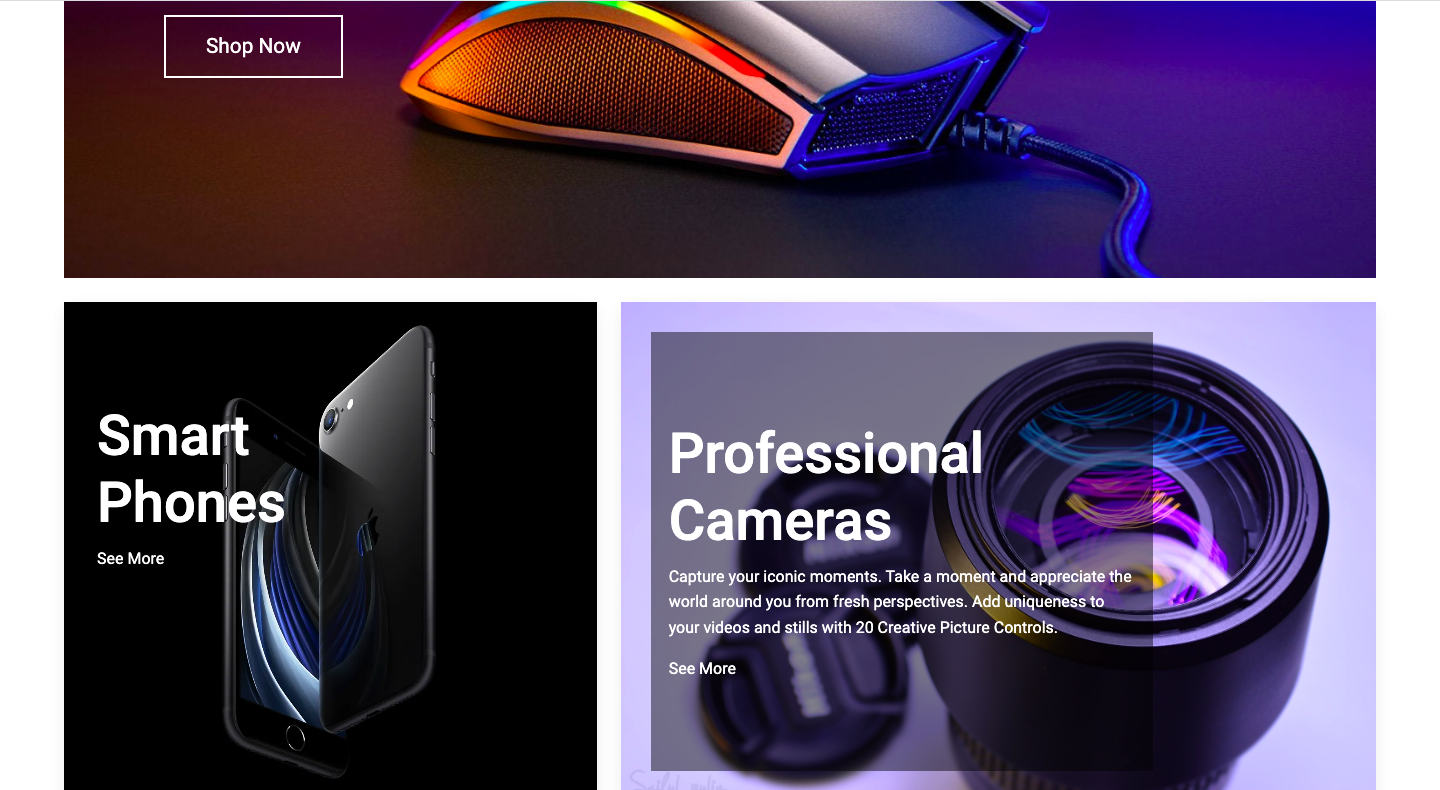 Shop Now
Smart
Phones
See More
Professional
Cameras
Capture your iconic moments. Take a moment and appreciate the
world around you from fresh perspectives. Add uniqueness to
your videos and stills with 20 Creative Picture Controls.
See More